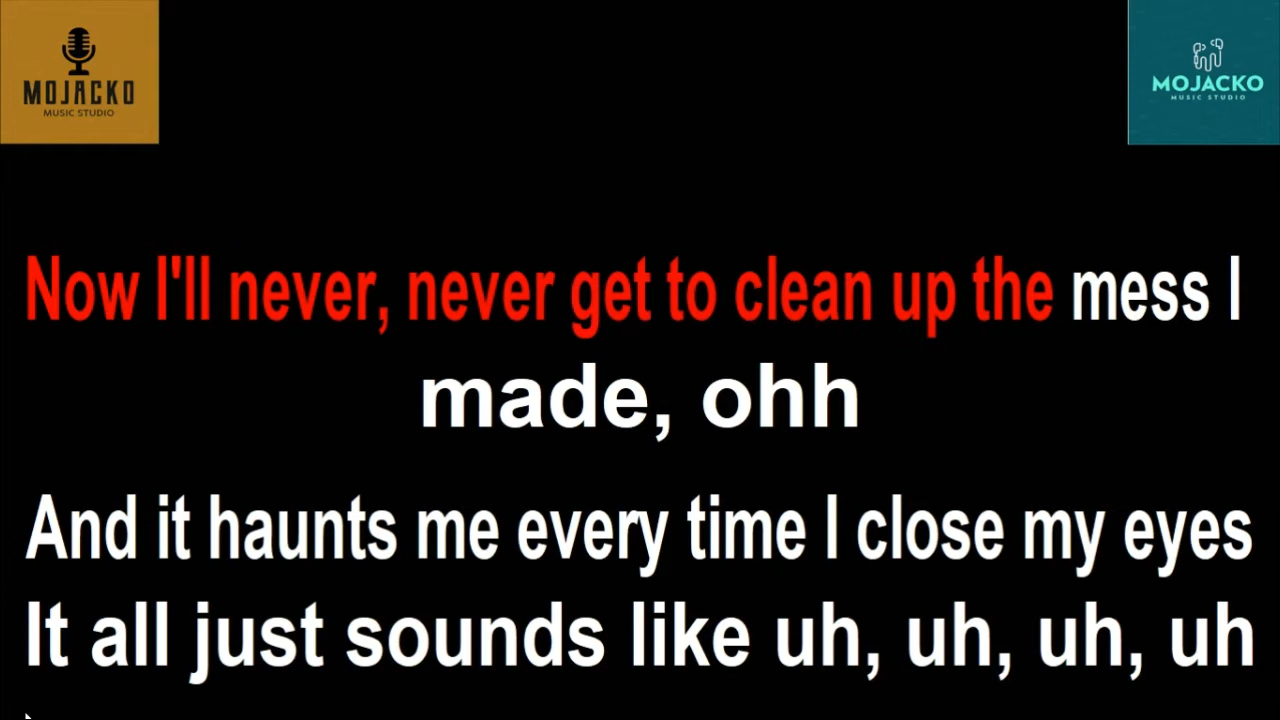 MOJACKO
MUSIC STUDIO
MOJACKO
MUSIC STUDIO
Now I'll never, never get to clean up the mess I
made, ohh
And it haunts me every time I close my eyes
It all just sounds like uh, uh, uh, uh